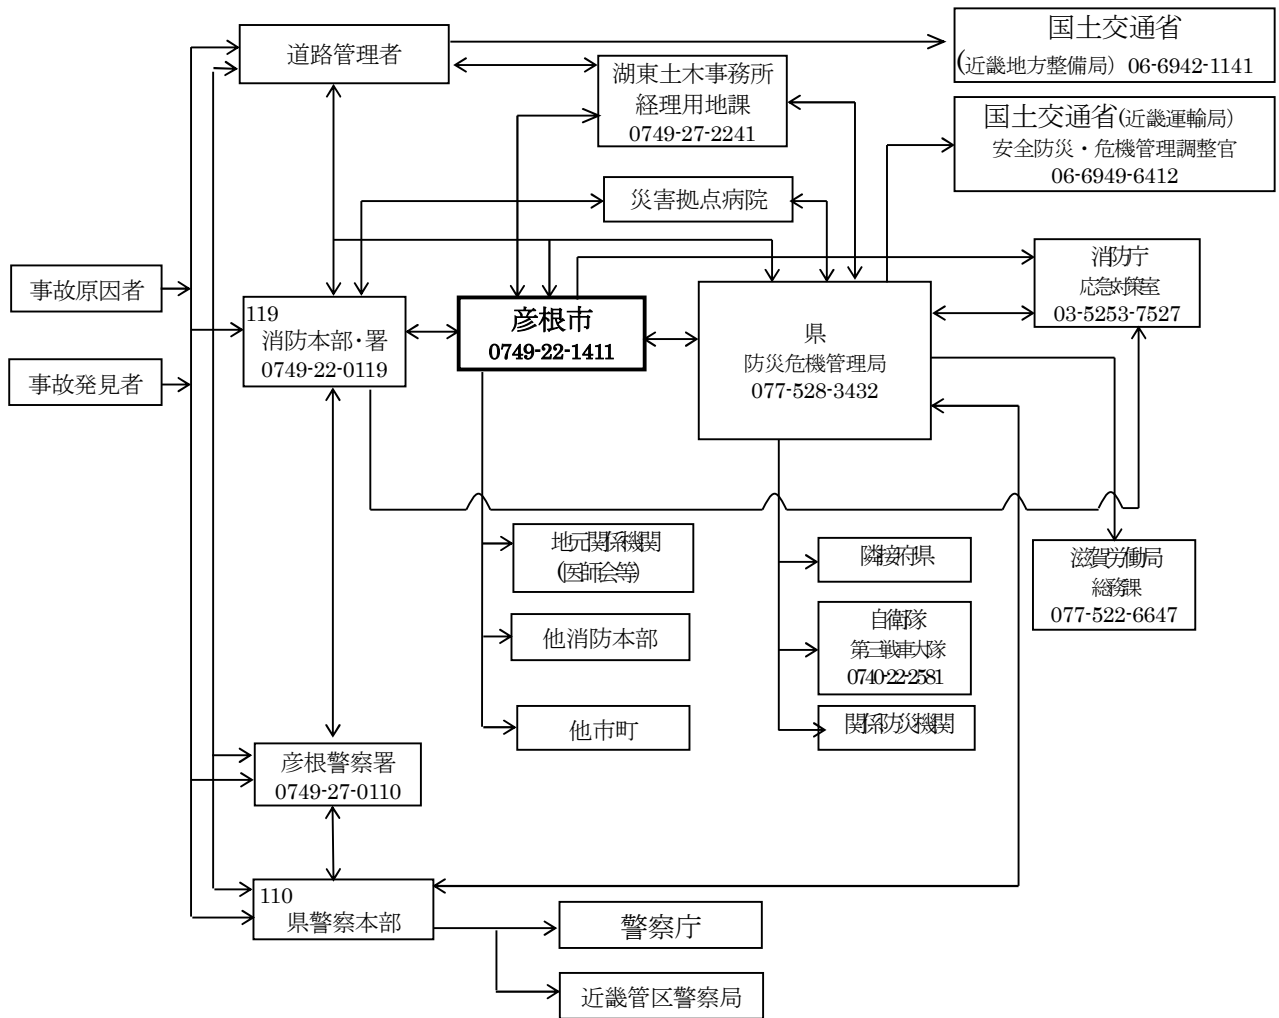 道路管理者
国土交通省
(近畿地方整備局) 06-6942-1141
湖東土木事務所
経理用地課
0749-27-2241
国土交通省(近畿運輸局)
安全防災・危機管理調整官
06-6949-6412
災害拠点病院
消防庁
応急対策室
03-5253-7527
事故原因者
119
消防本部・署
0749-22-0119
彦根市
0749-22-1411
県
防災危機管理局
077-528-3432
事故発見者
地元関係機関
(医師会等)
隣接府県
滋賀労働局
総務課
077-522-6647
他消防本部
自衛隊
第三戦車大隊
0740-22-2581
他市町
関係防災機関
彦根警察署
0749-27-0110
110
県警察本部
警察庁
近畿管区警察局